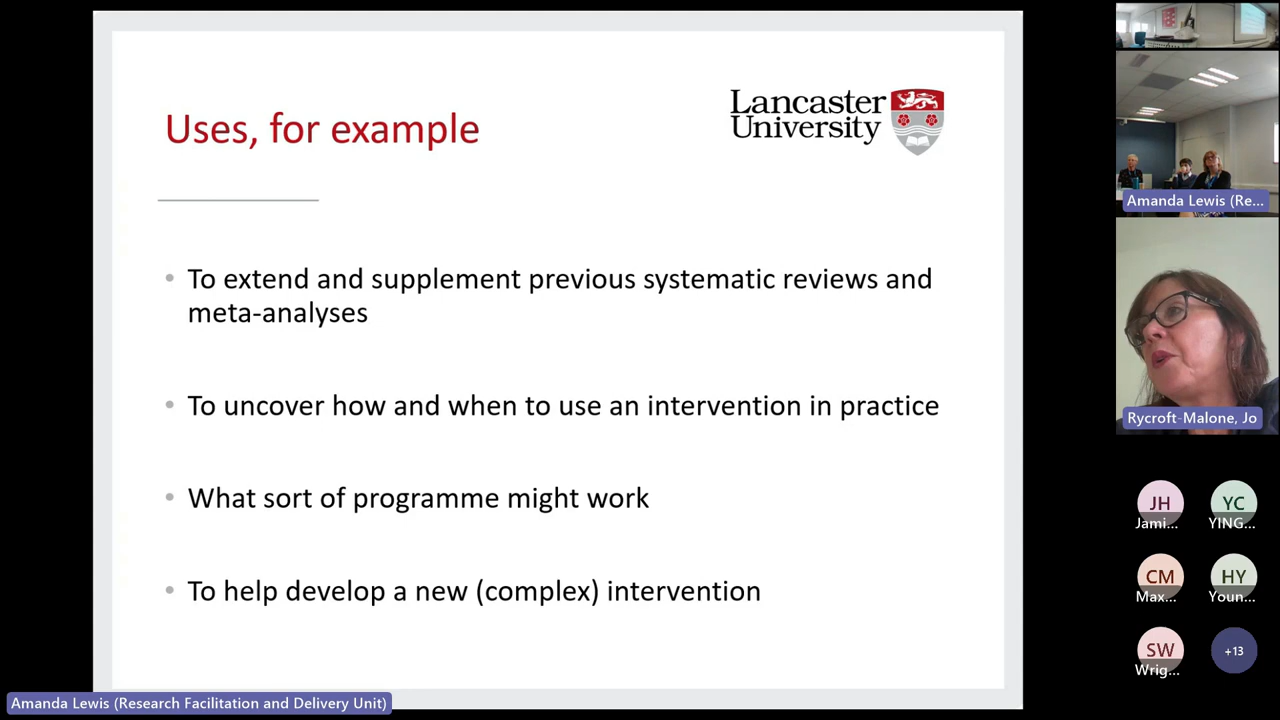 Uses, for example
Lancaster
University
• To extend and supplement previous systematic reviews and
meta-analyses
• To uncover how and when to use an intervention in practice
• What sort of programme might work
• To help develop a new (complex) intervention
Amanda Lewis (Re...
Rycroft-Malone, Jo
JH
Jami...
YC
YING...
CM
Max...
HY
Youn...
SW
Wrig...
+13
Amanda Lewis (Research Facilitation and Delivery Unit)